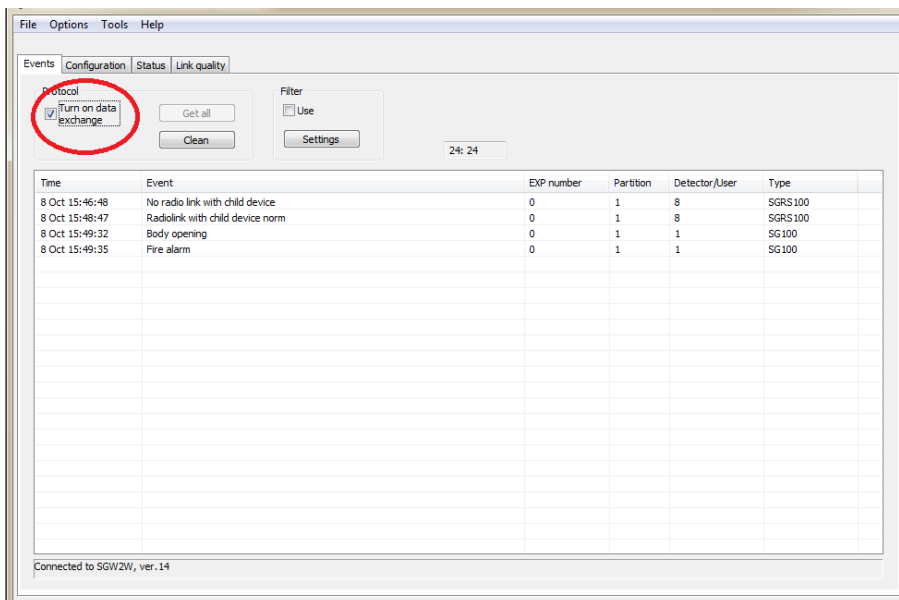 File Options Tools Help
Events Configuration Status Link quality
Protocol Filter
Turn on data
exchange
Get all
Use
Clean
Settings
24: 24
Time Event EXP number Partition Detector/User Type
8 Oct 15:46:48 No radio link with child device 0 1 8 SGRS100
8 Oct 15:48:47 Radiolink with child device norm 0 1 8 SGRS100
8 Oct 15:49:32 Body opening 0 1 1 SG100
8 Oct 15:49:35 Fire alarm 0 1 1 SG100
Connected to SGW2W, ver.14